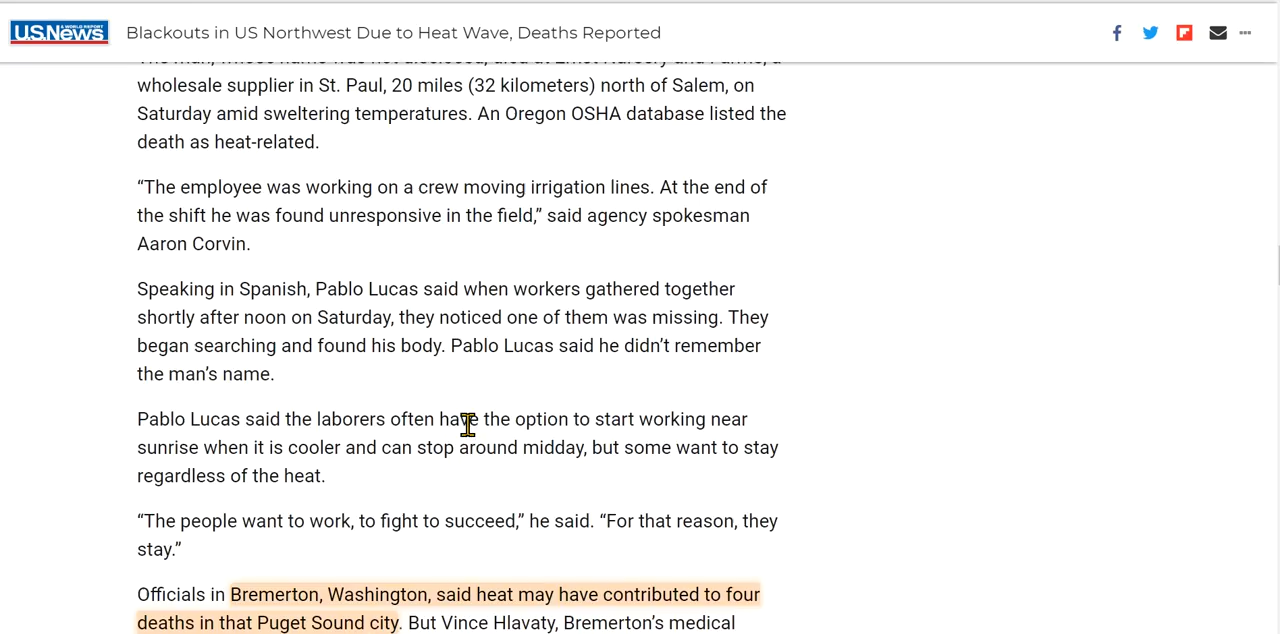 U.S.News
& WORLD REPORT
Blackouts in US Northwest Due to Heat Wave, Deaths Reported
wholesale supplier in St. Paul, 20 miles (32 kilometers) north of Salem, on
Saturday amid sweltering temperatures. An Oregon OSHA database listed the
death as heat-related.
“The employee was working on a crew moving irrigation lines. At the end of
the shift he was found unresponsive in the field,” said agency spokesman
Aaron Corvin.
Speaking in Spanish, Pablo Lucas said when workers gathered together
shortly after noon on Saturday, they noticed one of them was missing. They
began searching and found his body. Pablo Lucas said he didn’t remember
the man’s name.
Pablo Lucas said the laborers often have the option to start working near
sunrise when it is cooler and can stop around midday, but some want to stay
regardless of the heat.
“The people want to work, to fight to succeed,” he said. “For that reason, they
stay.”
Officials in Bremerton, Washington, said heat may have contributed to four
deaths in that Puget Sound city. But Vince Hlavaty, Bremerton’s medical